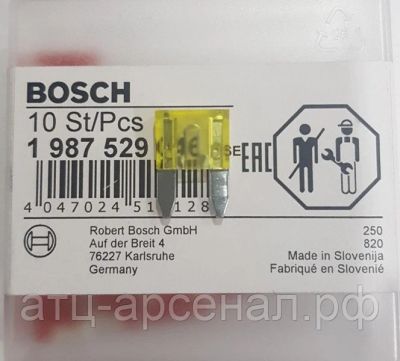 BOSCH
10 St/Pcs
1 987 529
EAC
4 047024 51 128
Robert Bosch GmbH
Auf der Breit 4
76227 Karlsruhe
Germany
250
820
Made in Slovenija
Fabriqué en Slovenié
атц-арсенал.рф